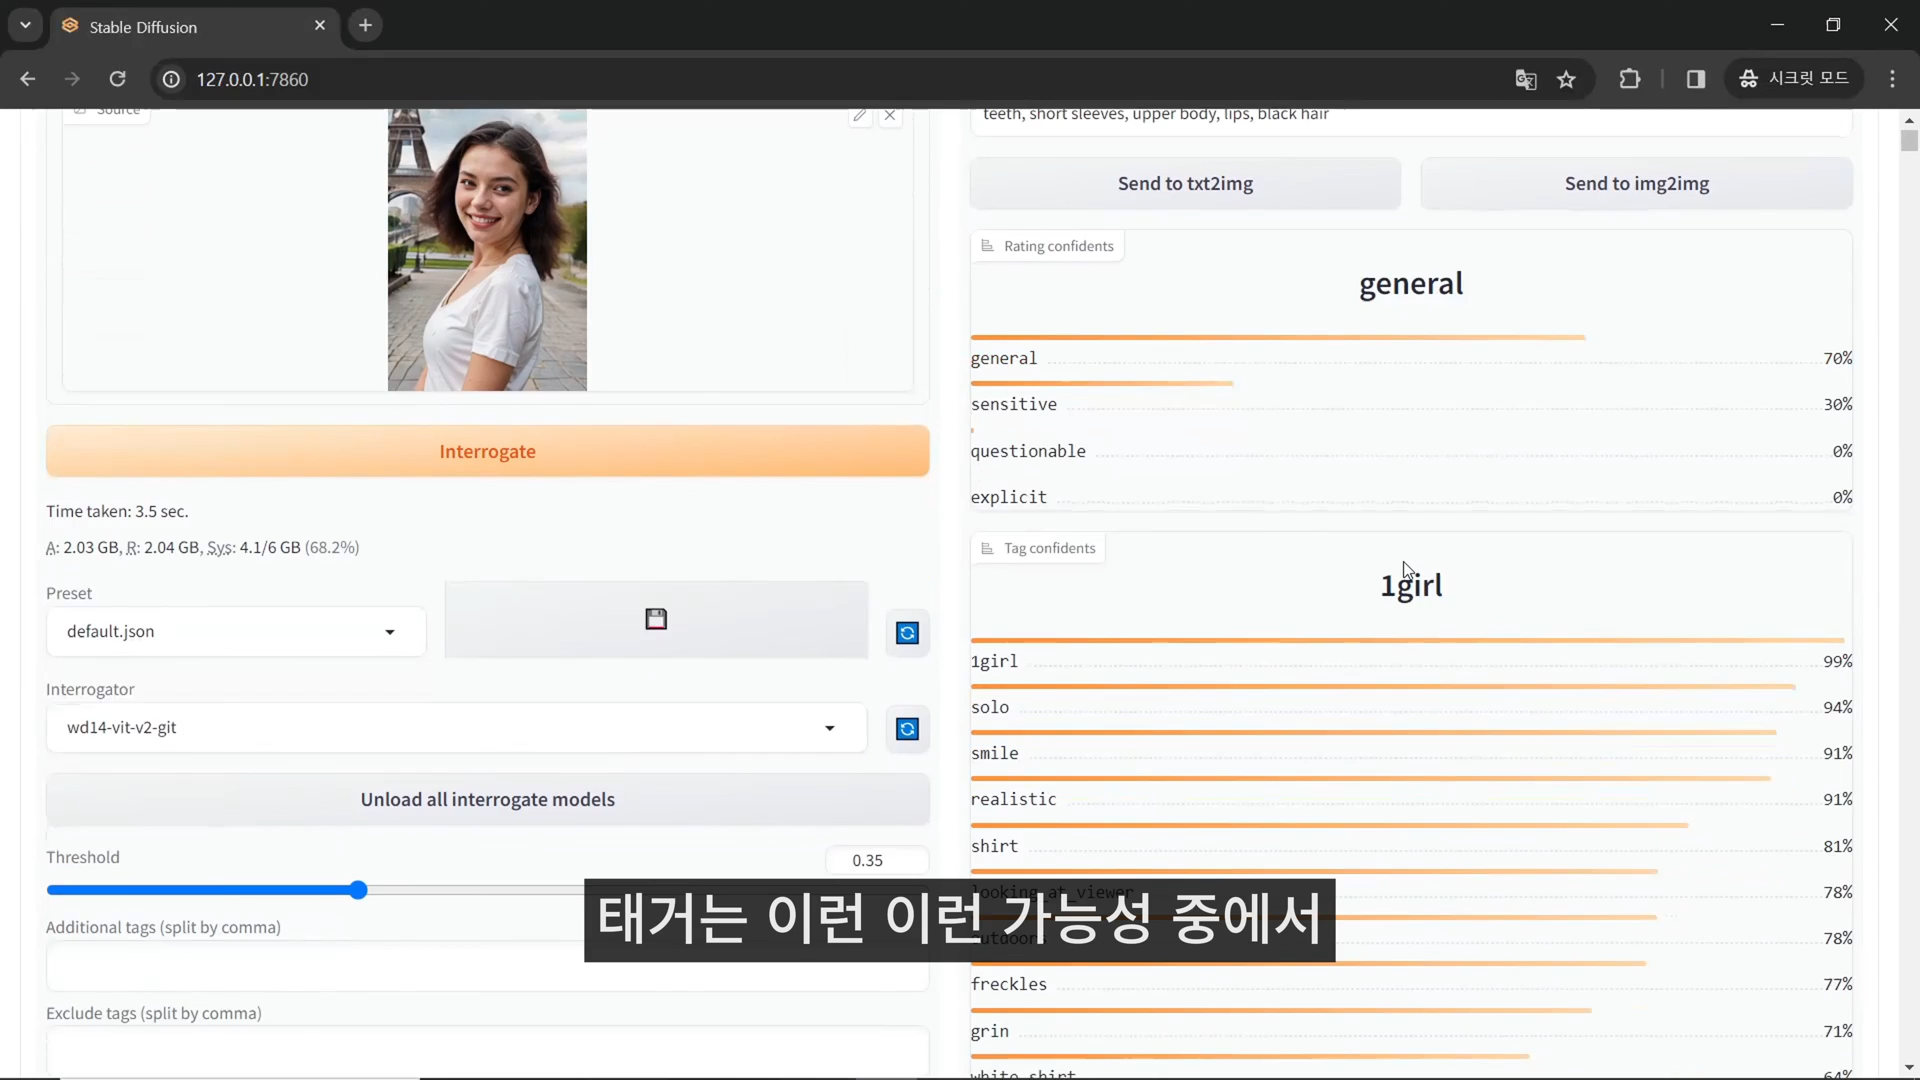 Stable Diffusion
127.0.0.1:7860
시크릿 모드
Source
teeth, short sleeves, upper body, lips, black hair
Send to txt2img
Send to img2img
Rating confidents
general
general 70%
sensitive 30%
questionable 0%
explicit 0%
Interrogate
Time taken: 3.5 sec.
A: 2.03 GB, R: 2.04 GB, Sys: 4.1/6 GB (68.2%)
Preset
default.json
Interrogator
wd14-vit-v2-git
Unload all interrogate models
Threshold
0.35
Additional tags (split by comma)
Exclude tags (split by comma)
Tag confidents
1girl
1girl 99%
solo 94%
smile 91%
realistic 91%
shirt 81%
looking_at_viewer 78%
outdoors 78%
freckles 77%
grin 71%
white_shirt 64%
태거는 이런 이런 가능성 중에서